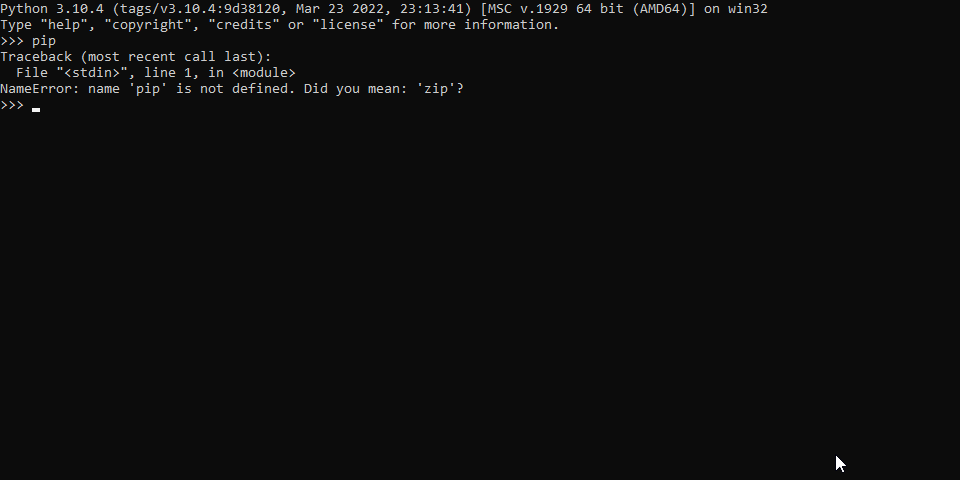 Python 3.10.4 (tags/v3.10.4:9d38120, Mar 23 2022, 23:13:41) [MSC v.1929 64 bit (AMD64)] on win32
Type "help", "copyright", "credits" or "license" for more information.
>>> pip
Traceback (most recent call last):
  File "<stdin>", line 1, in <module>
NameError: name 'pip' is not defined. Did you mean: 'zip'?
>>>